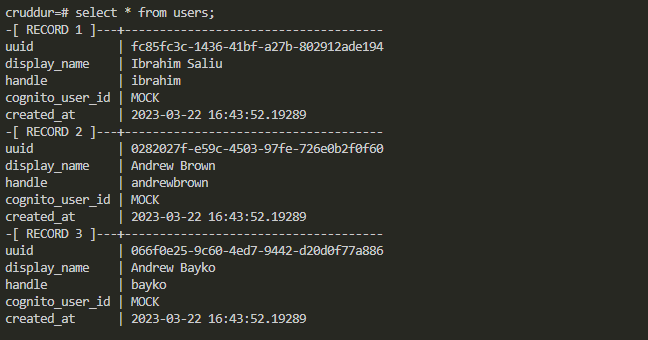 cruddur=# select * from users;
-[ RECORD 1 ]---+-------------------------------------
uuid            | fc85fc3c-1436-41bf-a27b-802912ade194
display_name    | Ibrahim Saliu
handle          | ibrahim
cognito_user_id | MOCK
created_at      | 2023-03-22 16:43:52.19289
-[ RECORD 2 ]---+-------------------------------------
uuid            | 0282027f-e59c-4503-97fe-726e0b2f0f60
display_name    | Andrew Brown
handle          | andrewbrown
cognito_user_id | MOCK
created_at      | 2023-03-22 16:43:52.19289
-[ RECORD 3 ]---+-------------------------------------
uuid            | 066f0e25-9c60-4ed7-9442-d20d0f77a886
display_name    | Andrew Bayko
handle          | bayko
cognito_user_id | MOCK
created_at      | 2023-03-22 16:43:52.19289